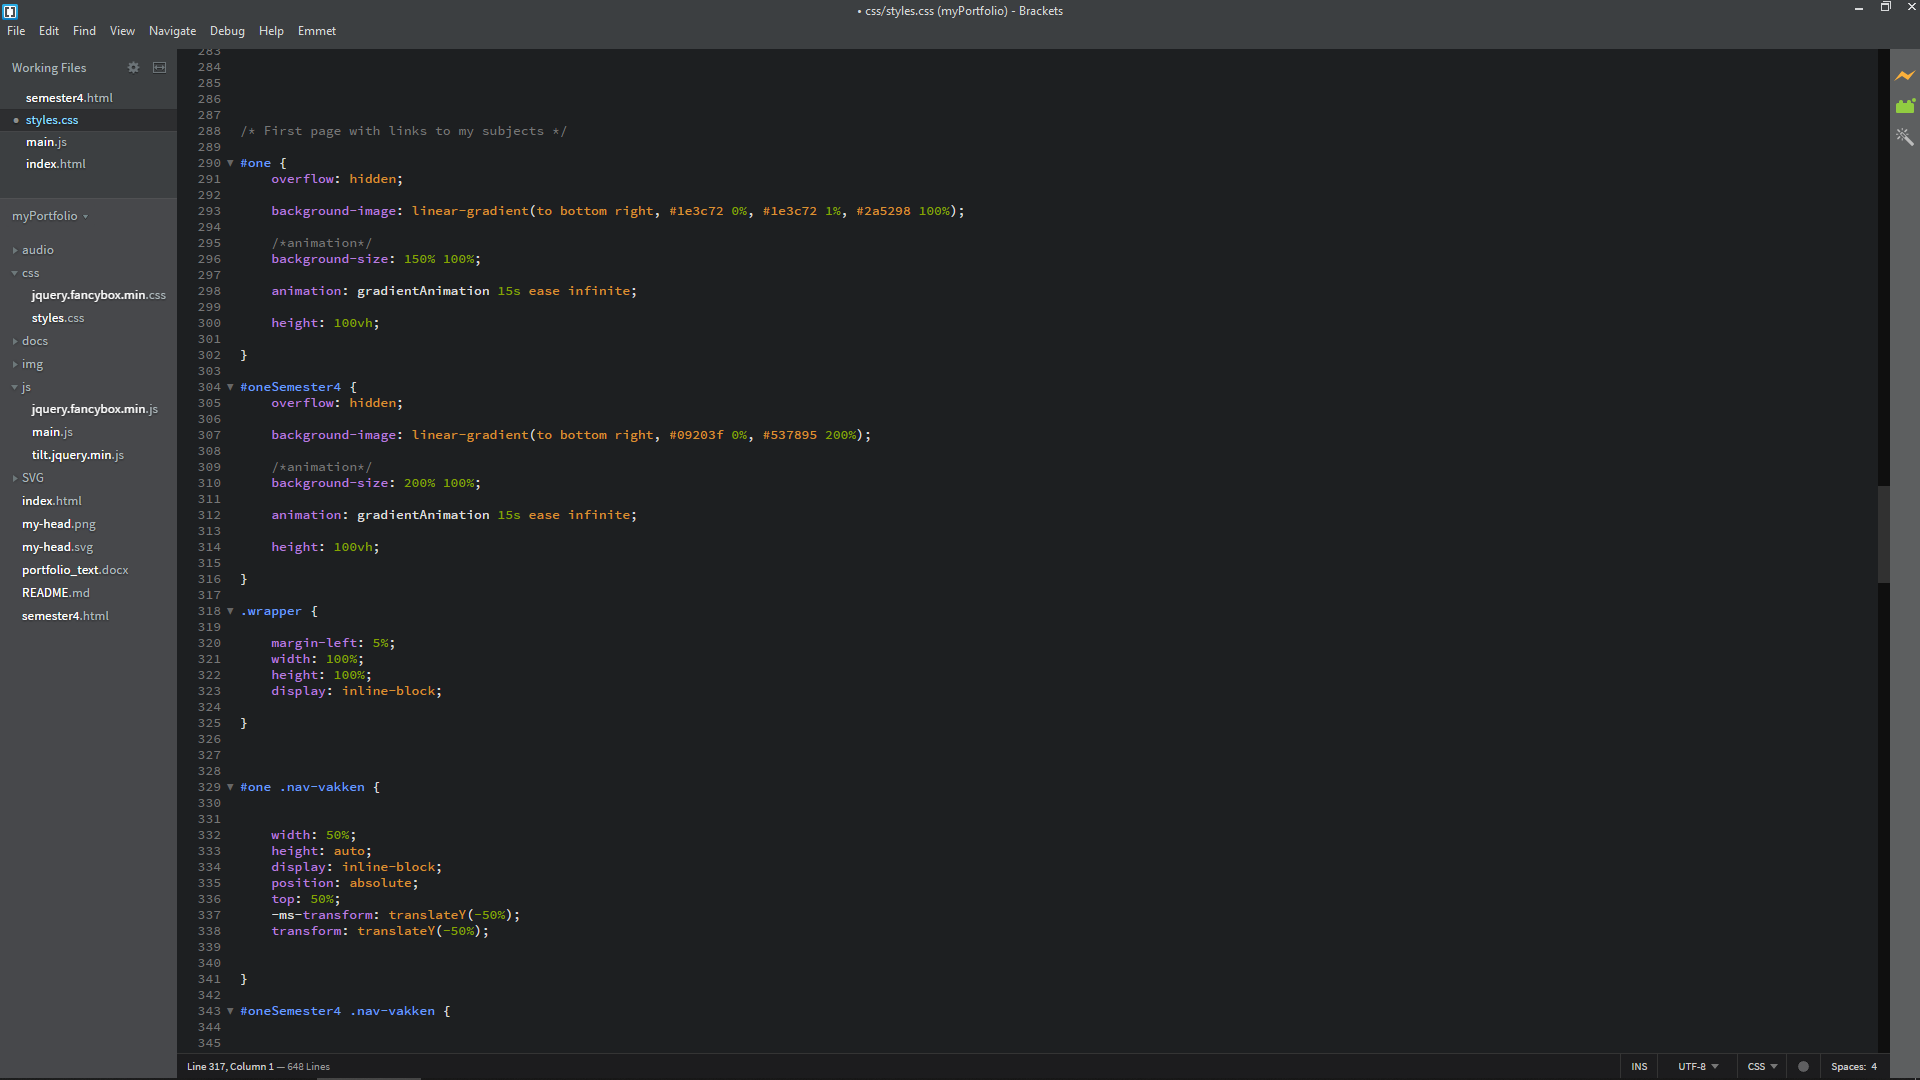 • css/styles.css (myPortfolio) - Brackets
File Edit Find View Navigate Debug Help Emmet
Working Files
semester4.html
• styles.css
main.js
index.html
myPortfolio
audio
css
jquery.fancybox.min.css
styles.css
docs
img
js
jquery.fancybox.min.js
main.js
tilt.jquery.min.js
SVG
index.html
my-head.png
my-head.svg
portfolio_text.docx
README.md
semester4.html
283
284
285
286
287
288 /* First page with links to my subjects */
289
290 #one {
291 overflow: hidden;
292
293 background-image: linear-gradient(to bottom right, #1e3c72 0%, #1e3c72 1%, #2a5298 100%);
294
295 /*animation*/
296 background-size: 150% 100%;
297
298 animation: gradientAnimation 15s ease infinite;
299
300 height: 100vh;
301
302 }
303
304 #oneSemester4 {
305 overflow: hidden;
306
307 background-image: linear-gradient(to bottom right, #09203f 0%, #537895 200%);
308
309 /*animation*/
310 background-size: 200% 100%;
311
312 animation: gradientAnimation 15s ease infinite;
313
314 height: 100vh;
315
316 }
317
318 .wrapper {
319
320 margin-left: 5%;
321 width: 100%;
322 height: 100%;
323 display: inline-block;
324
325 }
326
327
328
329 #one .nav-vakken {
330
331
332 width: 50%;
333 height: auto;
334 display: inline-block;
335 position: absolute;
336 top: 50%;
337 -ms-transform: translateY(-50%);
338 transform: translateY(-50%);
339
340
341 }
342
343 #oneSemester4 .nav-vakken {
344
345
Line 317, Column 1 — 648 Lines
INS UTF-8 CSS Spaces: 4